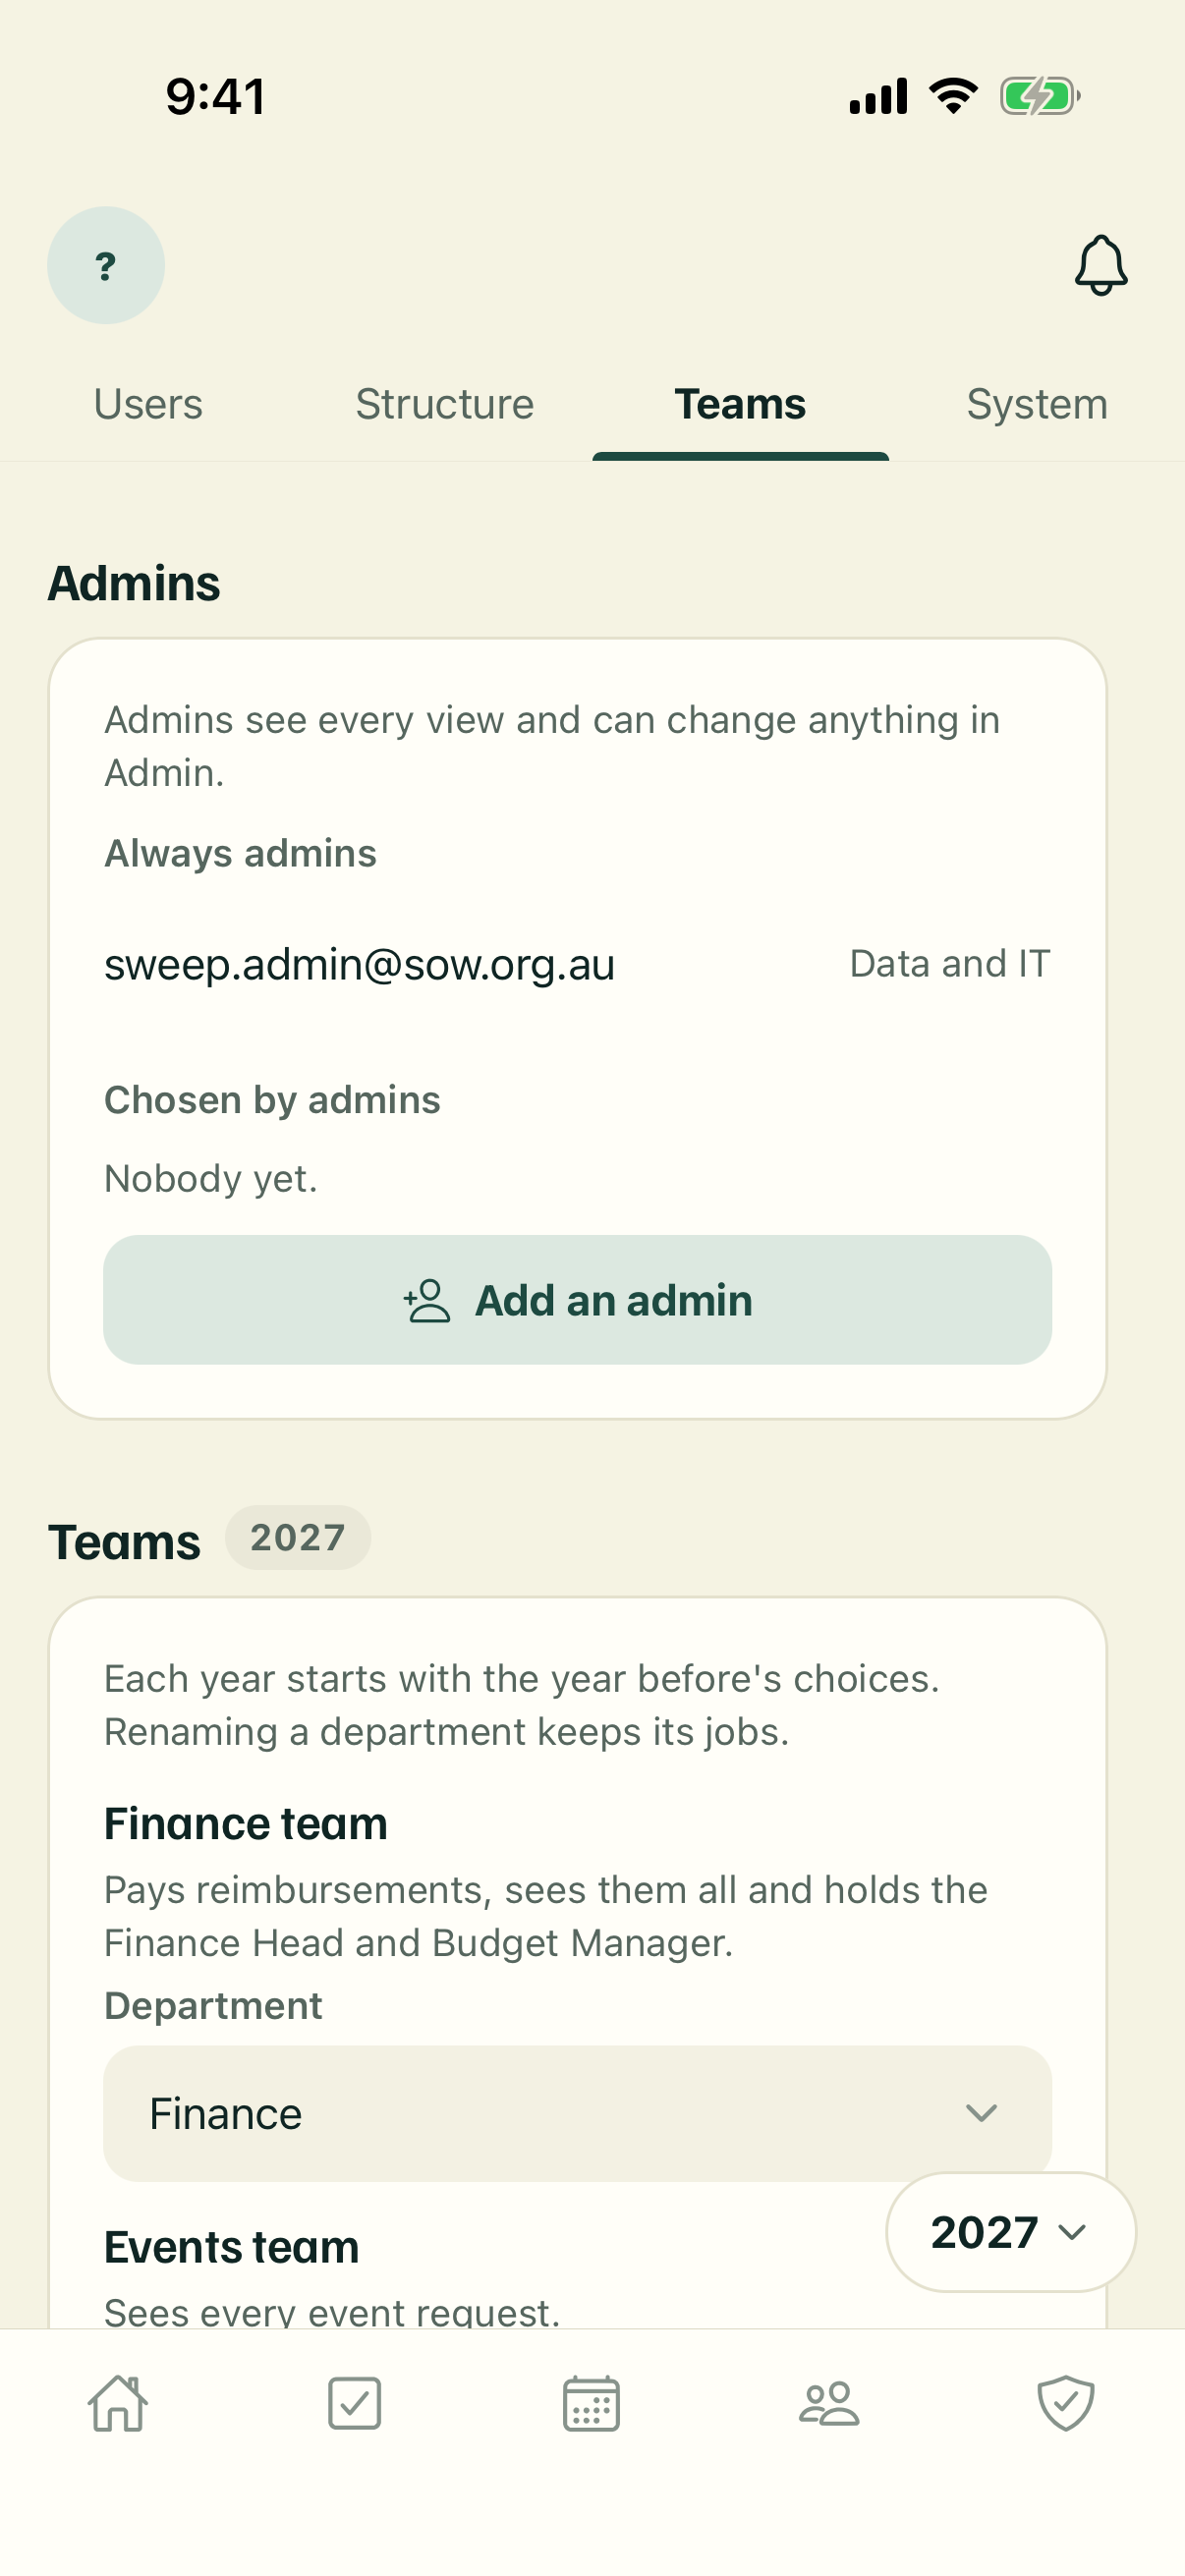 9:41
?
Users Structure Teams System
Admins
Admins see every view and can change anything in
Admin.
Always admins
sweep.admin@sow.org.au Data and IT
Chosen by admins
Nobody yet.
Add an admin
Teams 2027
Each year starts with the year before's choices.
Renaming a department keeps its jobs.
Finance team
Pays reimbursements, sees them all and holds the
Finance Head and Budget Manager.
Department
Finance
2027
Events team
Sees every event request.